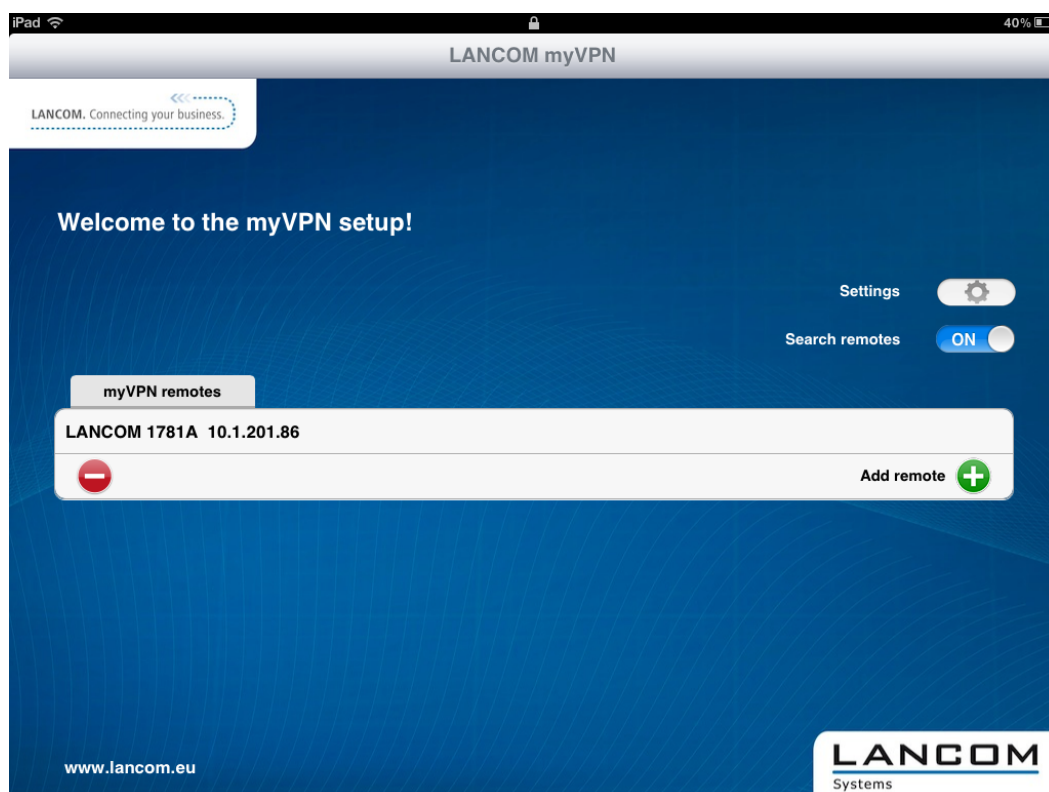 iPad 40%
LANCOM myVPN
LANCOM. Connecting your business.
Welcome to the myVPN setup!
Settings
Search remotes ON
myVPN remotes
LANCOM 1781A 10.1.201.86
Add remote
www.lancom.eu
LANCOM
Systems